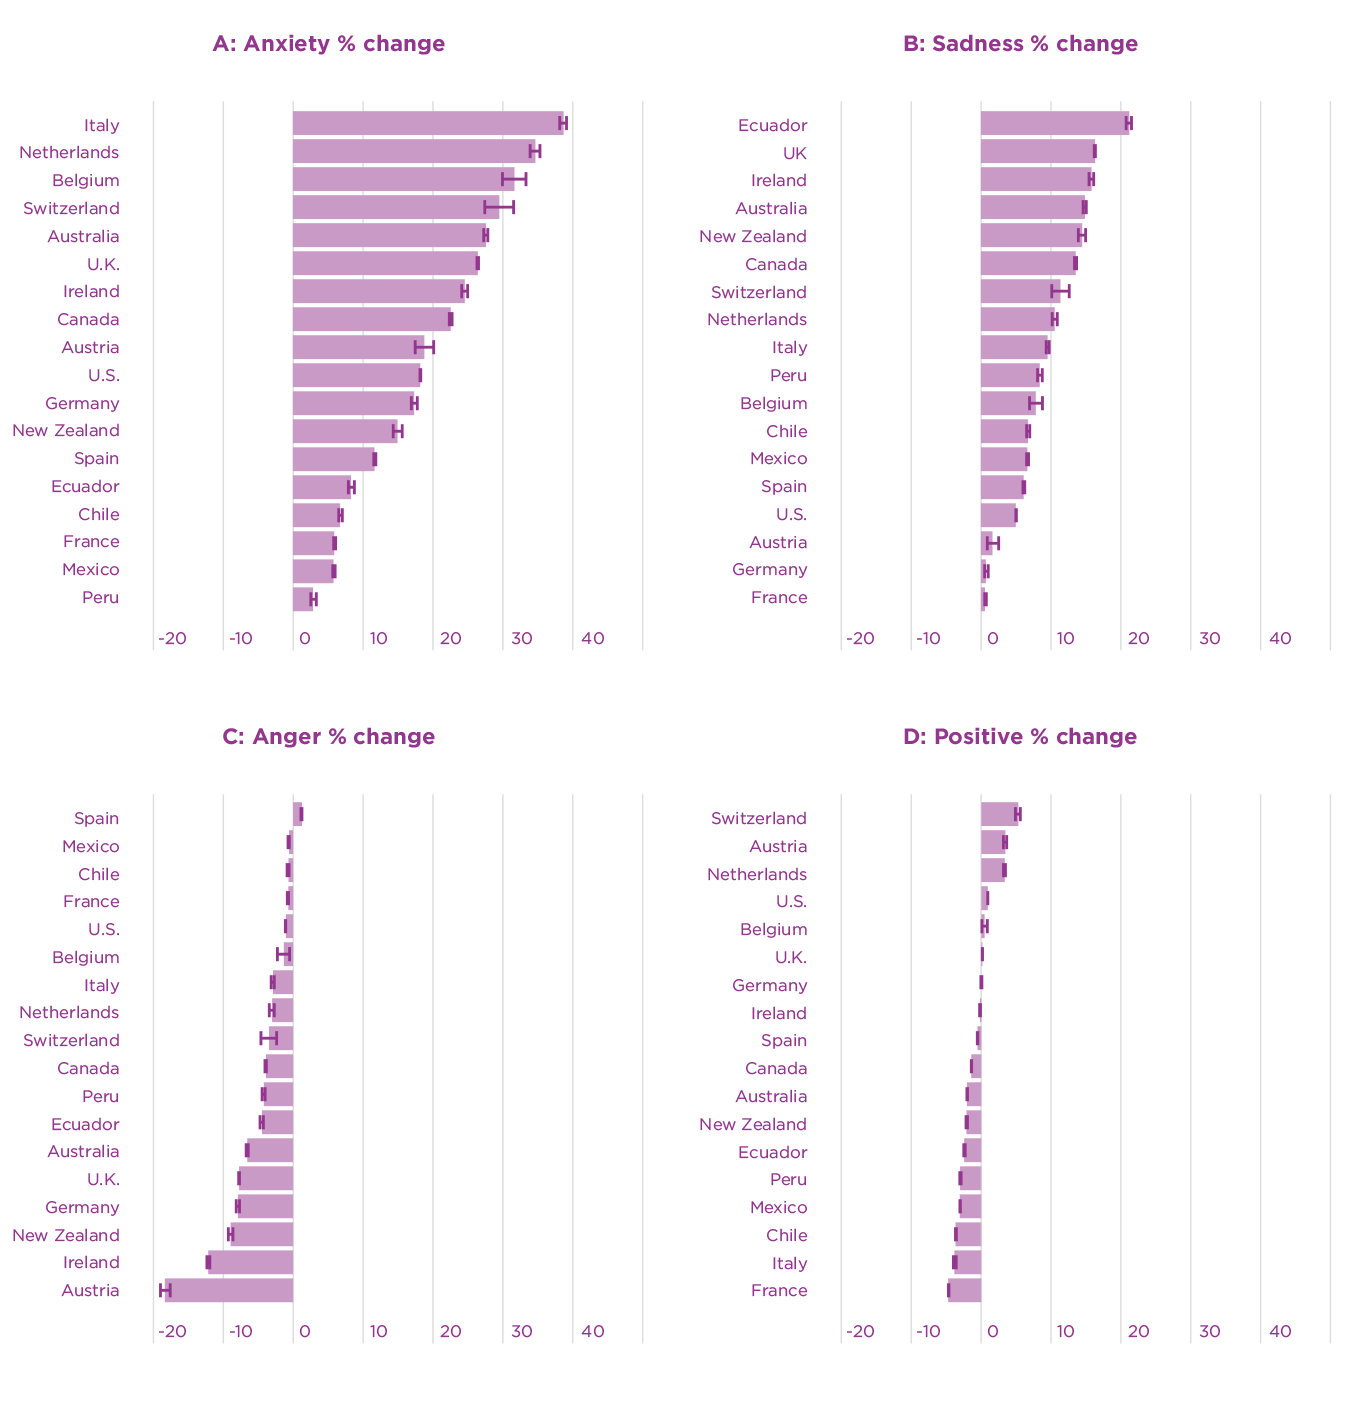 A: Anxiety % change
Italy
Netherlands
Belgium
Switzerland
Australia
U.K.
Ireland
Canada
Austria
U.S.
Germany
New Zealand
Spain
Ecuador
Chile
France
Mexico
Peru
-20 -10 0 10 20 30 40
B: Sadness % change
Ecuador
UK
Ireland
Australia
New Zealand
Canada
Switzerland
Netherlands
Italy
Peru
Belgium
Chile
Mexico
Spain
U.S.
Austria
Germany
France
-20 -10 0 10 20 30 40
C: Anger % change
Spain
Mexico
Chile
France
U.S.
Belgium
Italy
Netherlands
Switzerland
Canada
Peru
Ecuador
Australia
U.K.
Germany
New Zealand
Ireland
Austria
-20 -10 0 10 20 30 40
D: Positive % change
Switzerland
Austria
Netherlands
U.S.
Belgium
U.K.
Germany
Ireland
Spain
Canada
Australia
New Zealand
Ecuador
Peru
Mexico
Chile
Italy
France
-20 -10 0 10 20 30 40